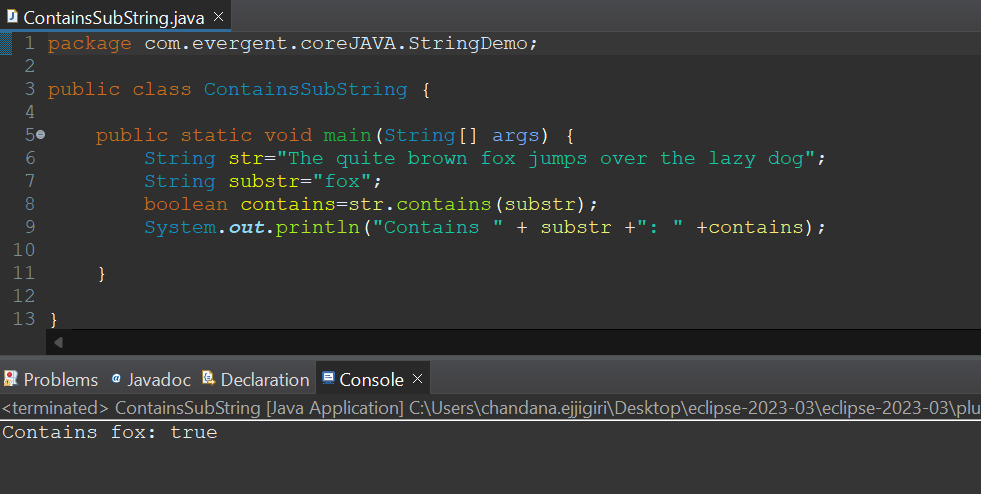 ContainsSubString.java ×
1 package com.evergent.coreJAVA.StringDemo;
2
3 public class ContainsSubString {
4
5 public static void main(String[] args) {
6 String str="The quite brown fox jumps over the lazy dog";
7 String substr="fox";
8 boolean contains=str.contains(substr);
9 System.out.println("Contains " + substr +": " +contains);
10
11 }
12
13 }
Problems @ Javadoc Declaration Console ×
<terminated> ContainsSubString [Java Application] C:\Users\chandana.ejjigiri\Desktop\eclipse-2023-03\eclipse-2023-03\plu
Contains fox: true